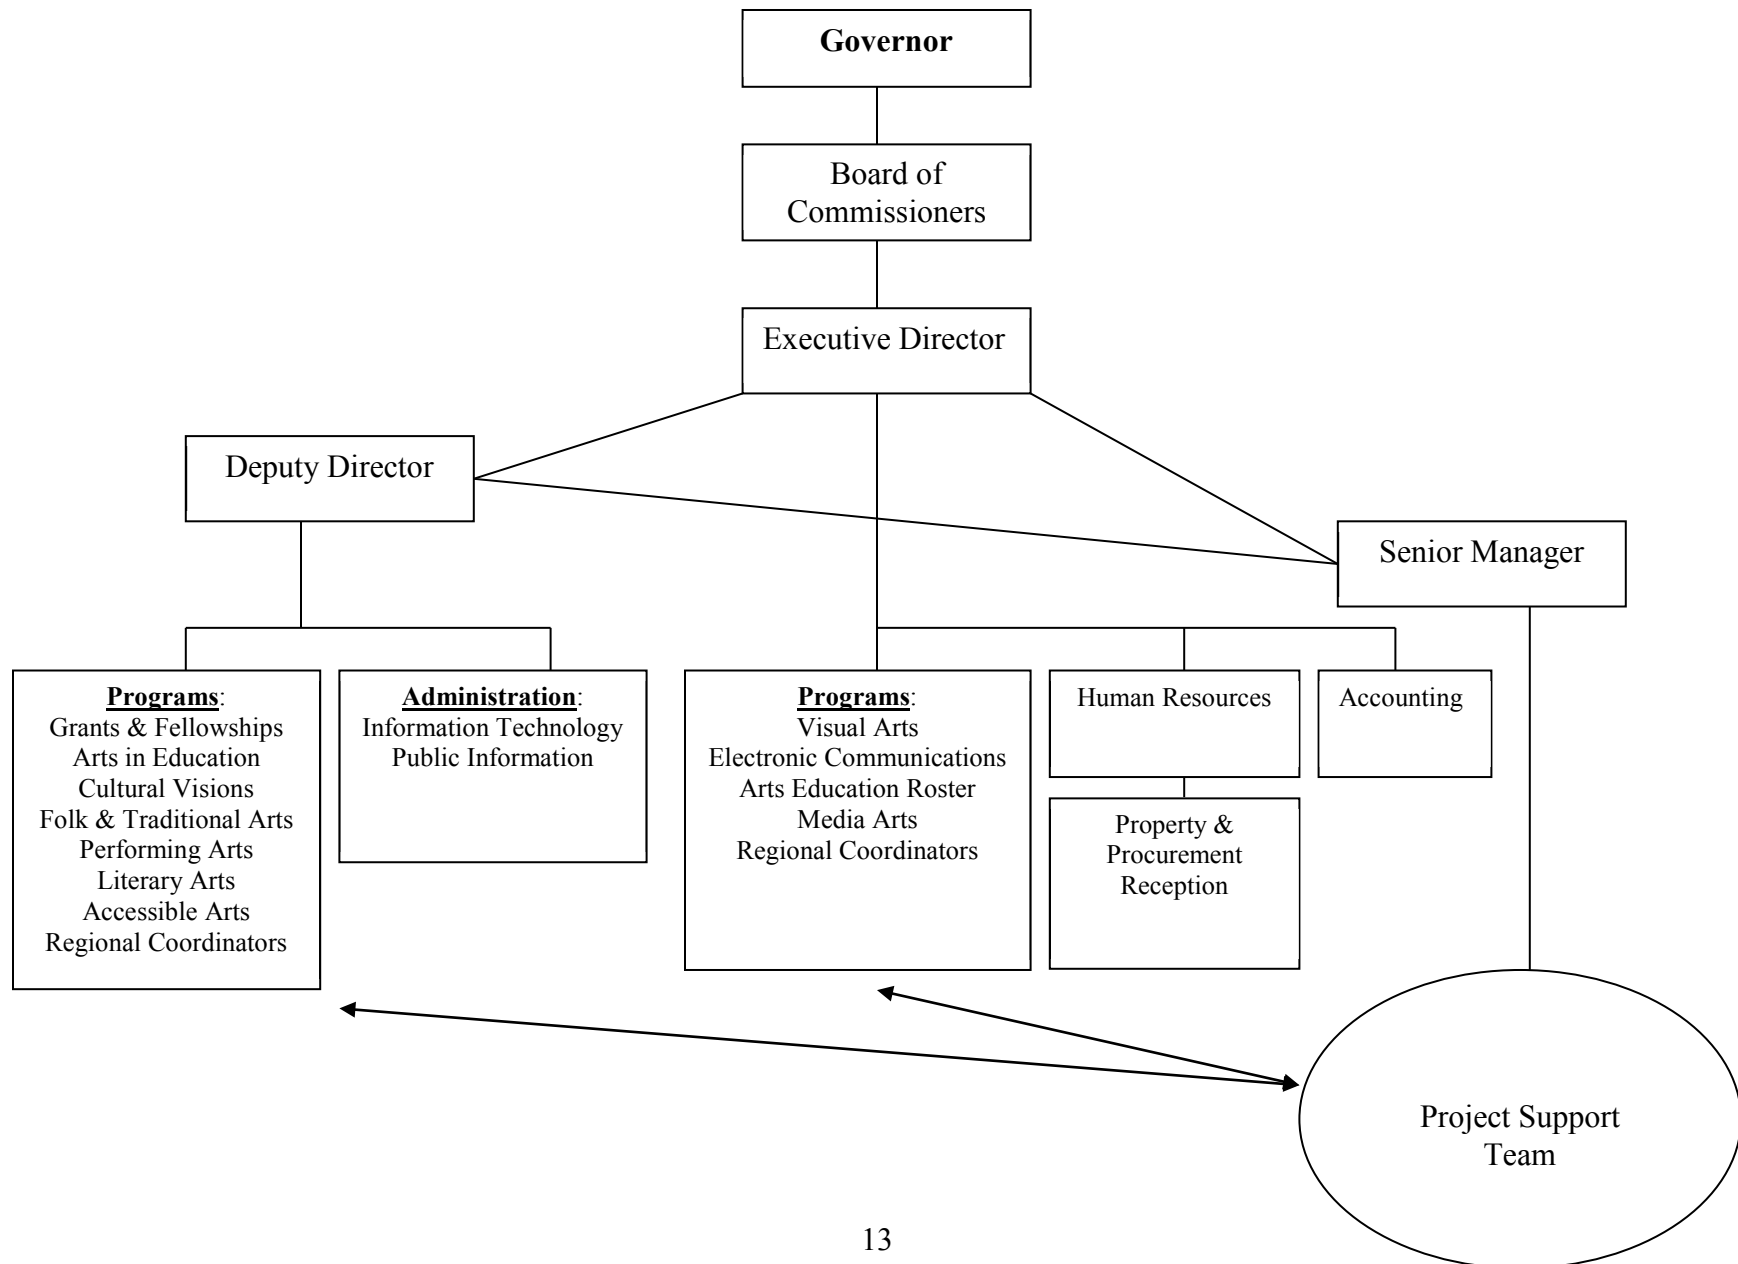 Governor
Board of
Commissioners
Executive Director
Deputy Director
Senior Manager
Programs:
Grants & Fellowships
Arts in Education
Cultural Visions
Folk & Traditional Arts
Performing Arts
Literary Arts
Accessible Arts
Regional Coordinators
Administration:
Information Technology
Public Information
Programs:
Visual Arts
Electronic Communications
Arts Education Roster
Media Arts
Regional Coordinators
Human Resources
Accounting
Property &
Procurement
Reception
Project Support
Team
13